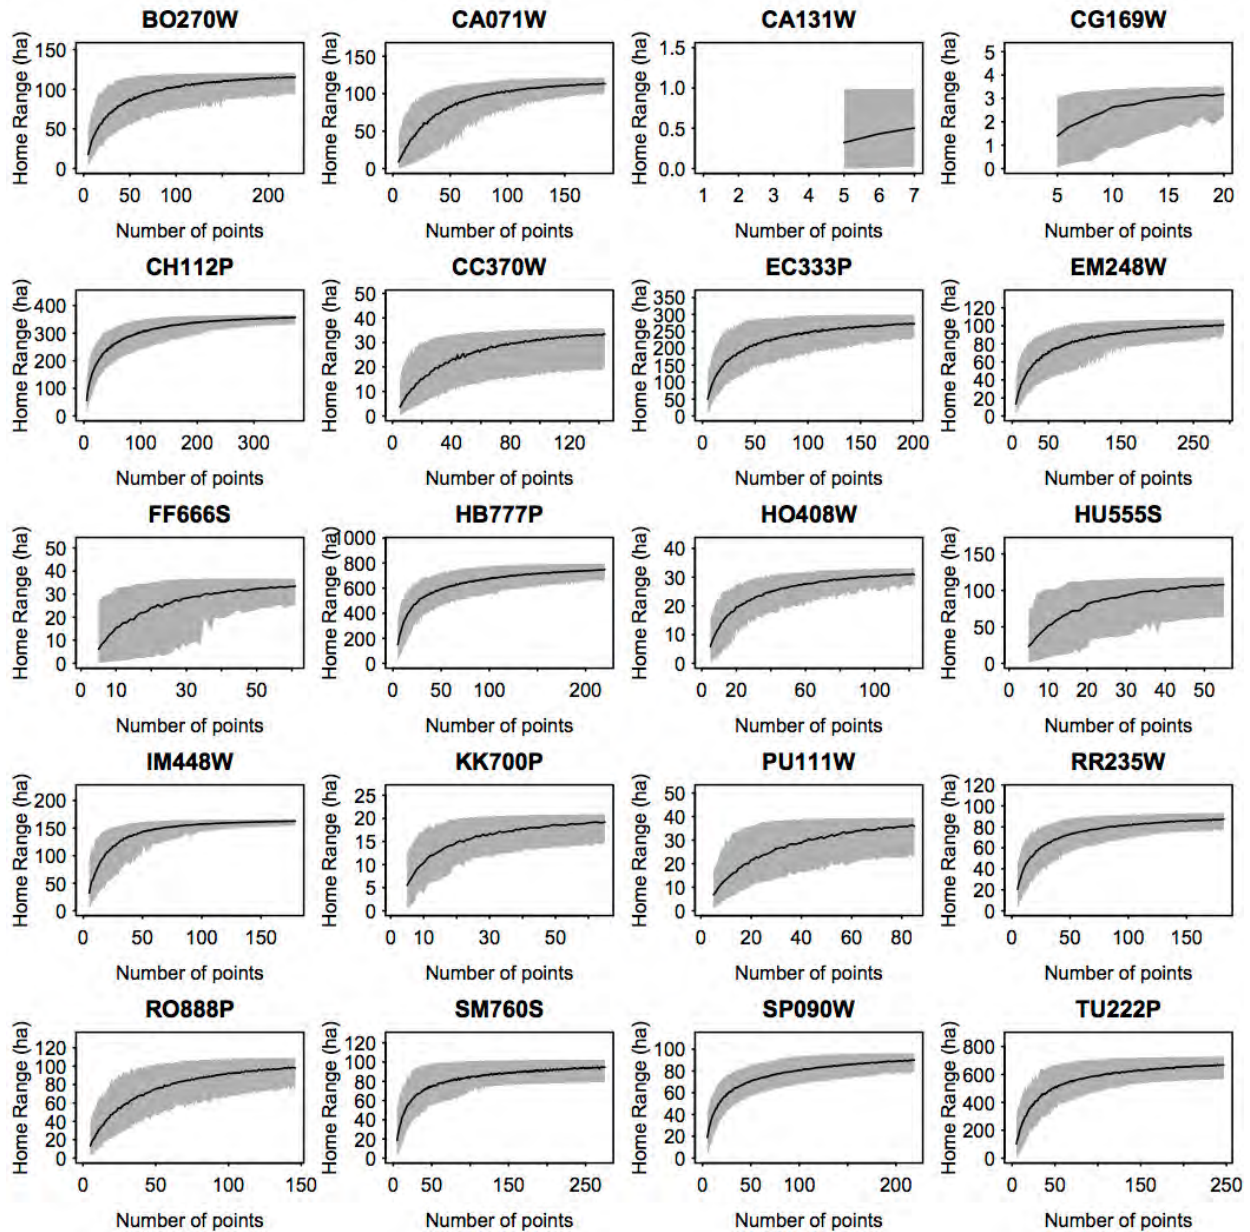 BO270W
Home Range (ha)
150
100
50
0
0 50 100 200
Number of points
CA071W
Home Range (ha)
150
100
50
0
0 50 100 150
Number of points
CA131W
Home Range (ha)
1.5
1.0
0.5
0.0
1 2 3 4 5 6 7
Number of points
CG169W
Home Range (ha)
5
4
3
2
1
0
5 10 20
Number of points
CH112P
Home Range (ha)
400
300
200
100
0
0 100 200 300
Number of points
CC370W
Home Range (ha)
50
40
30
20
10
0
0 40 80 120
Number of points
EC333P
Home Range (ha)
350
300
250
200
150
100
50
0
0 50 100 150 200
Number of points
EM248W
Home Range (ha)
120
100
80
60
40
20
0
0 50 150 250
Number of points
FF666S
Home Range (ha)
50
40
30
20
10
0
0 10 30 50
Number of points
HB777P
Home Range (ha)
1000
800
600
400
200
0
0 50 100 200
Number of points
HO408W
Home Range (ha)
40
30
20
10
0
0 20 60 100
Number of points
HU555S
Home Range (ha)
150
100
50
0
0 10 20 30 40 50
Number of points
IM448W
Home Range (ha)
200
150
100
50
0
0 50 100 150
Number of points
KK700P
Home Range (ha)
25
20
15
10
5
0
0 10 30 50
Number of points
PU111W
Home Range (ha)
50
40
30
20
10
0
0 20 40 60 80
Number of points
RR235W
Home Range (ha)
120
100
80
60
40
20
0
0 50 100 150
Number of points
RO888P
Home Range (ha)
120
100
80
60
40
20
0
0 50 100 150
Number of points
SM760S
Home Range (ha)
120
100
80
60
40
20
0
0 50 150 250
Number of points
SP090W
Home Range (ha)
100
80
60
40
20
0
0 50 100 200
Number of points
TU222P
Home Range (ha)
800
600
400
200
0
0 50 150 250
Number of points